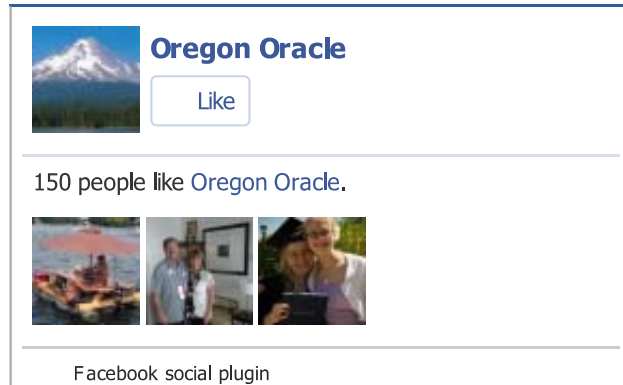 Oregon Oracle
Like
150 people like Oregon Oracle.
Facebook social plugin